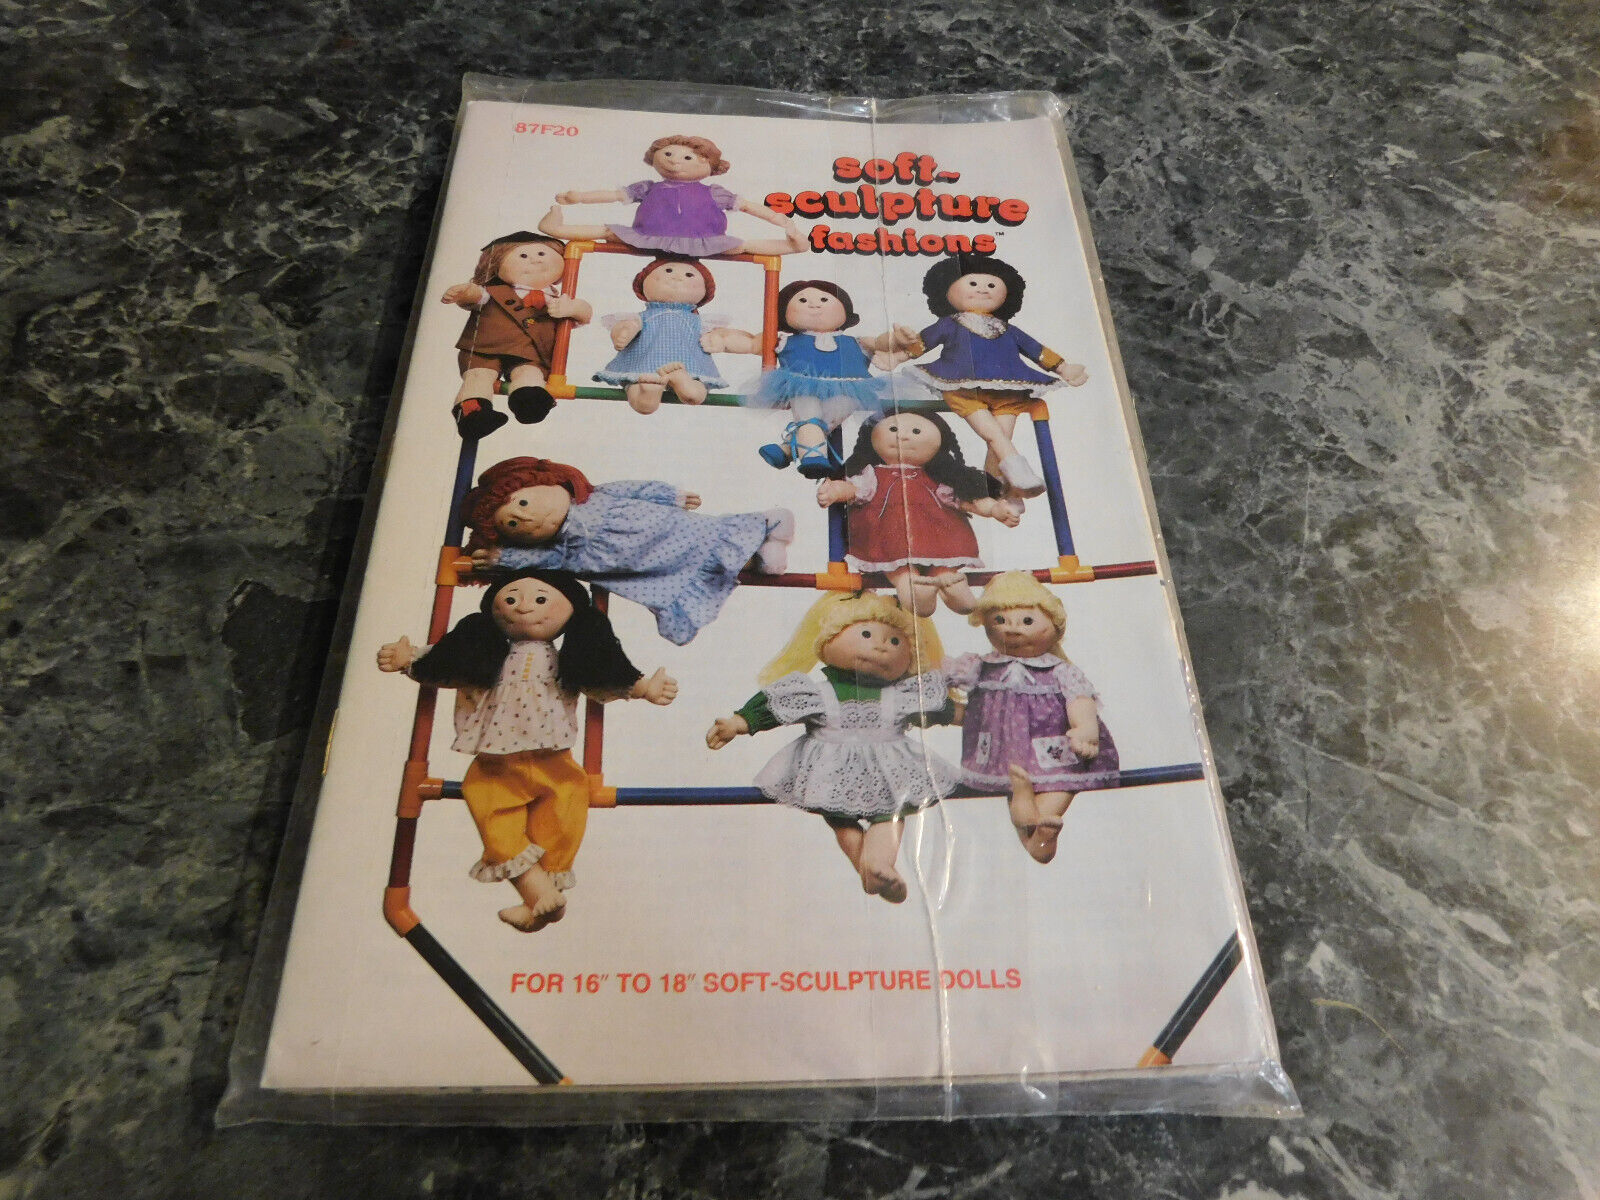 87F20
soft-
sculpture
fashions™
FOR 16" TO 18" SOFT-SCULPTURE DOLLS